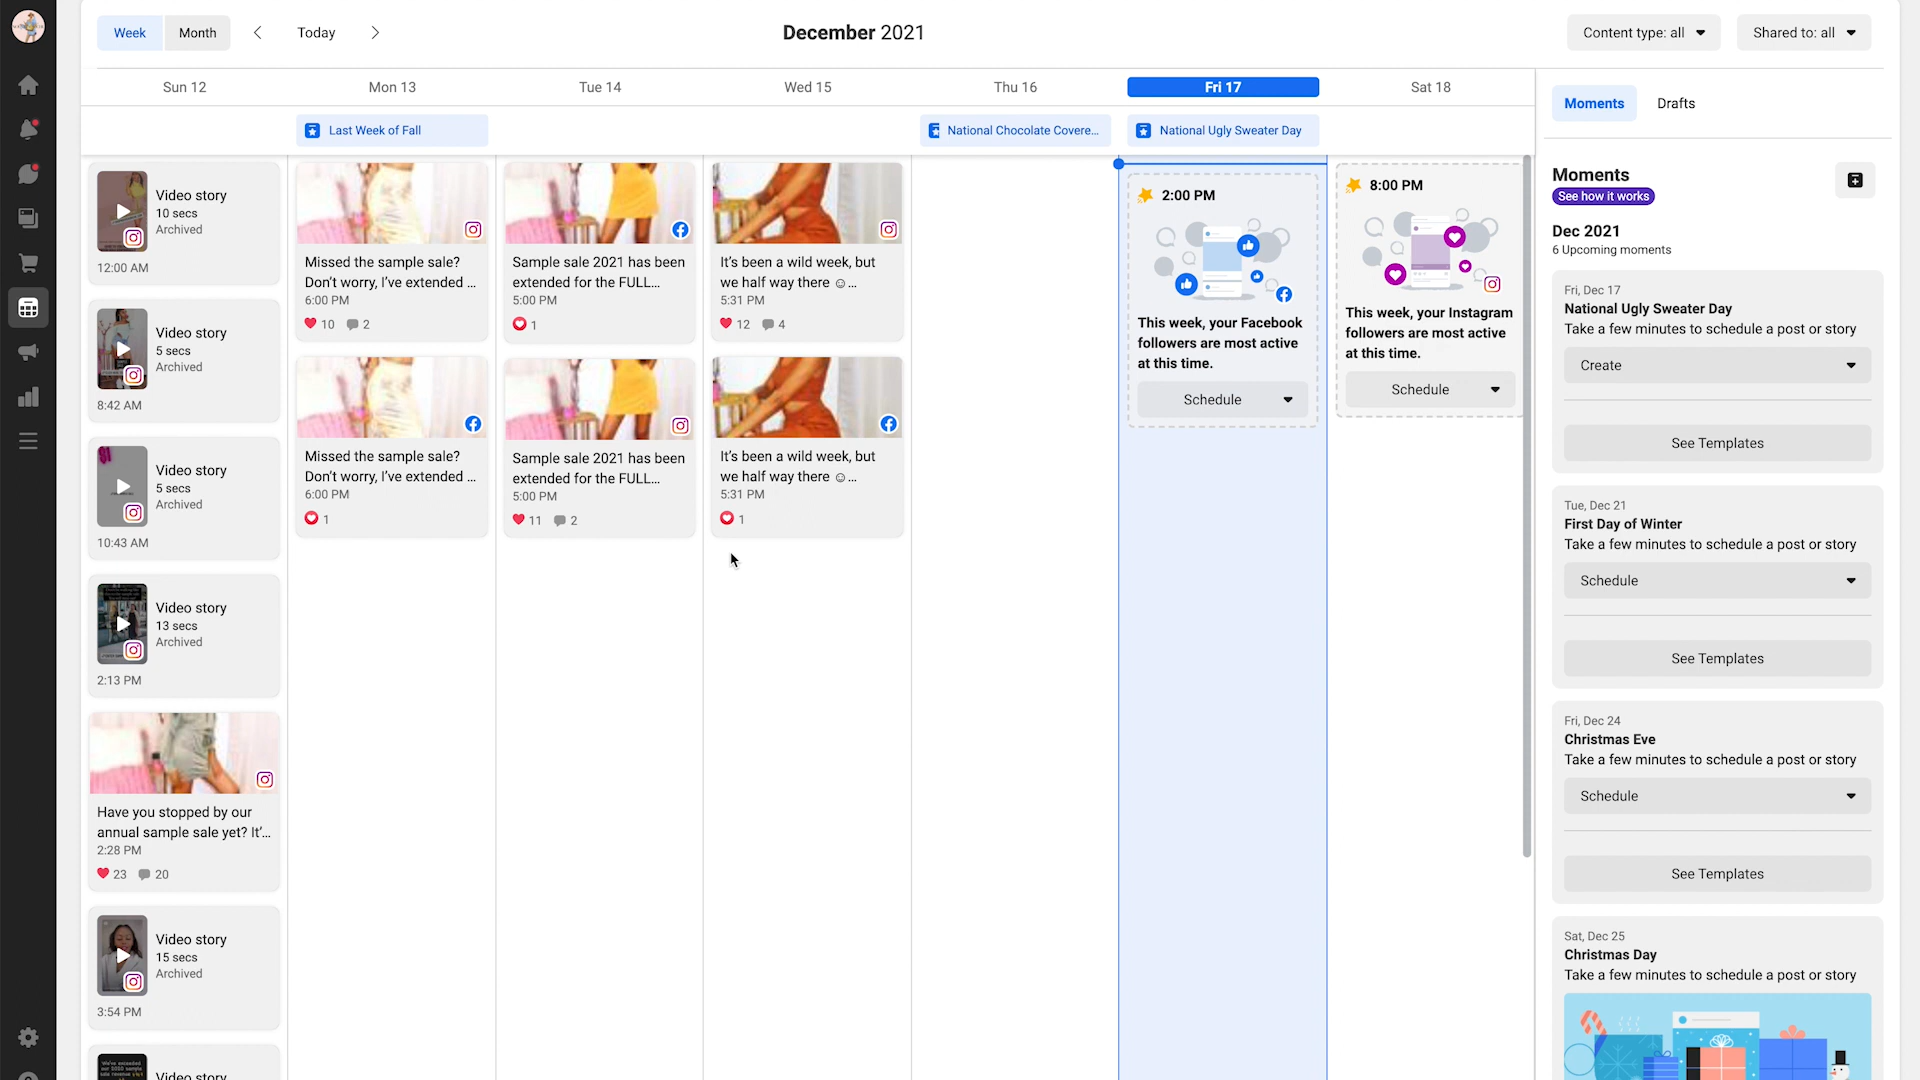 Week
Month
Today
December 2021
Content type: all
Shared to: all
Sun 12
Mon 13
Tue 14
Wed 15
Thu 16
Fri 17
Sat 18
Last Week of Fall
National Chocolate Covere...
National Ugly Sweater Day
Video story
10 secs
Archived
12:00 AM
Video story
5 secs
Archived
8:42 AM
Video story
5 secs
Archived
10:43 AM
Video story
13 secs
Archived
2:13 PM
Have you stopped by our
annual sample sale yet? It'...
2:28 PM
23
20
Video story
15 secs
Archived
3:54 PM
Video story
Missed the sample sale?
Don't worry, I've extended ...
6:00 PM
10
2
Missed the sample sale?
Don't worry, I've extended ...
6:00 PM
1
Sample sale 2021 has been
extended for the FULL...
5:00 PM
1
Sample sale 2021 has been
extended for the FULL...
5:00 PM
11
2
It's been a wild week, but
we half way there ☺...
5:31 PM
12
4
It's been a wild week, but
we half way there ☺...
5:31 PM
1
2:00 PM
This week, your Facebook
followers are most active
at this time.
Schedule
8:00 PM
This week, your Instagram
followers are most active
at this time.
Schedule
Moments
Drafts
Moments
See how it works
Dec 2021
6 Upcoming moments
Fri, Dec 17
National Ugly Sweater Day
Take a few minutes to schedule a post or story
Create
See Templates
Tue, Dec 21
First Day of Winter
Take a few minutes to schedule a post or story
Schedule
See Templates
Fri, Dec 24
Christmas Eve
Take a few minutes to schedule a post or story
Schedule
See Templates
Sat, Dec 25
Christmas Day
Take a few minutes to schedule a post or story